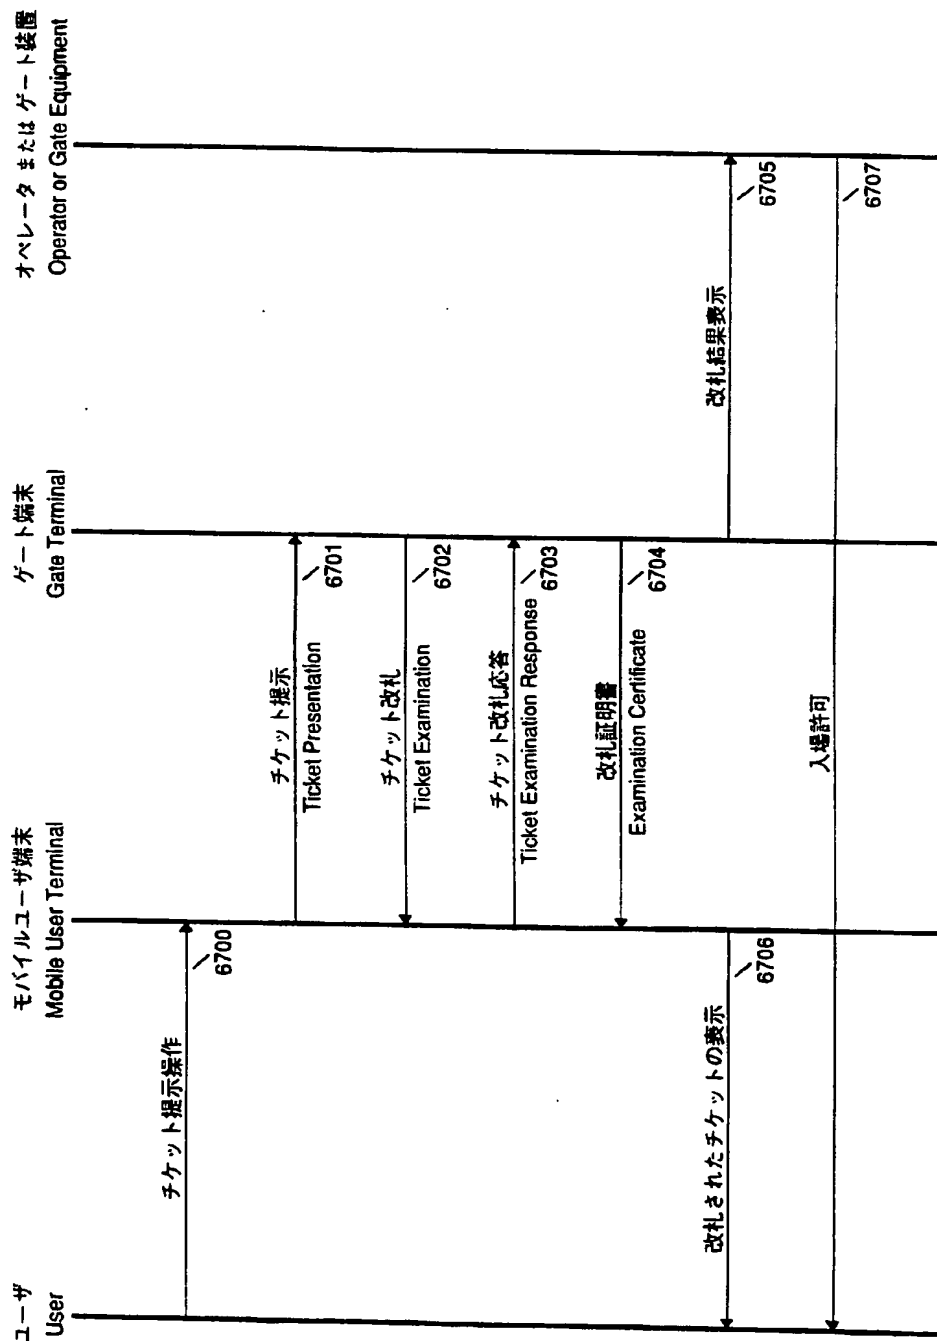 ユーザ
User
モバイルユーザ端末
Mobile User Terminal
ゲート端末
Gate Terminal
オペレータ または ゲート装置
Operator or Gate Equipment
チケット提示操作
6700
チケット提示
Ticket Presentation
6701
チケット改札
Ticket Examination
6702
チケット改札応答
Ticket Examination Response
6703
改札証明書
Examination Certificate
6704
改札結果表示
6705
改札されたチケットの表示
6706
入場許可
6707